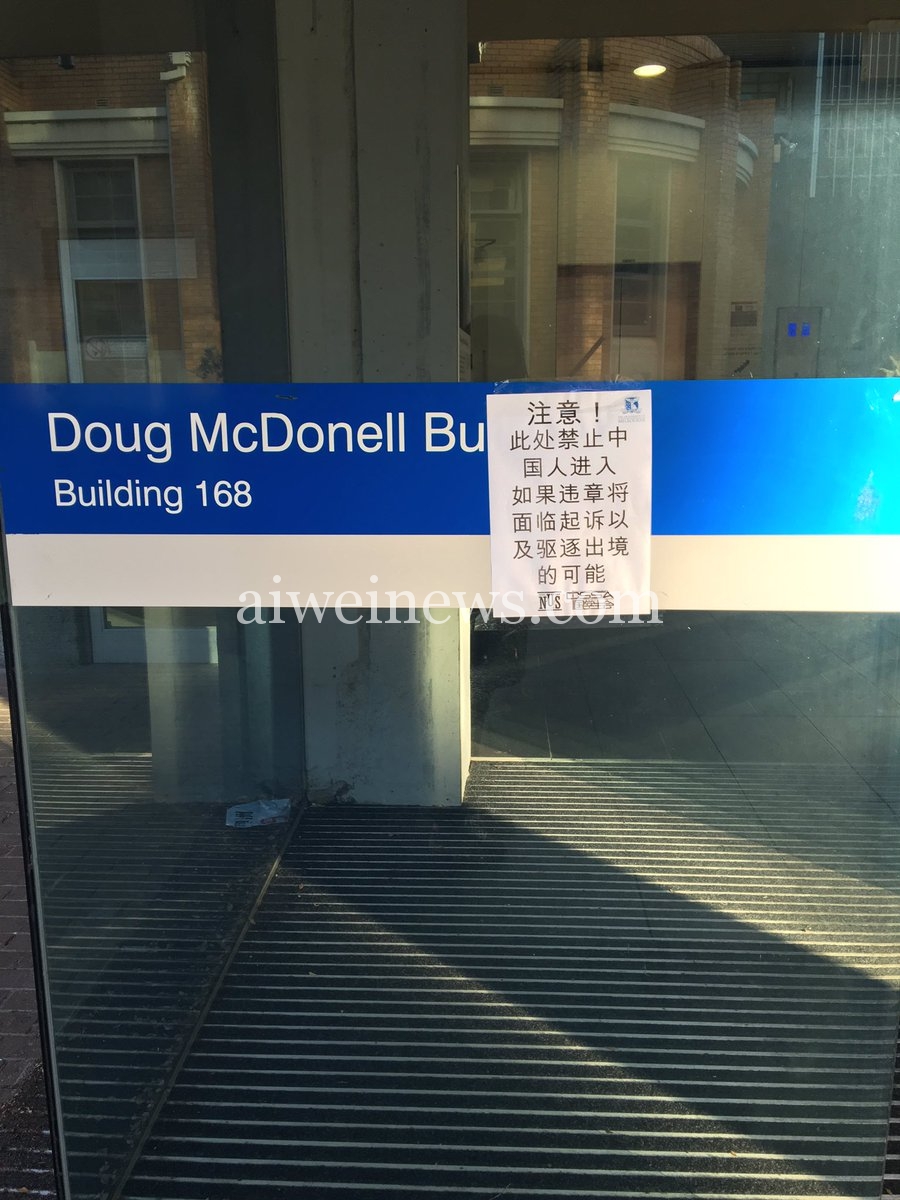 Doug McDonell Bu
Building 168
注意！
此处禁止中
国人进入
如果违章将
面临起诉以
及驱逐出境
的可能
aiweinews.com